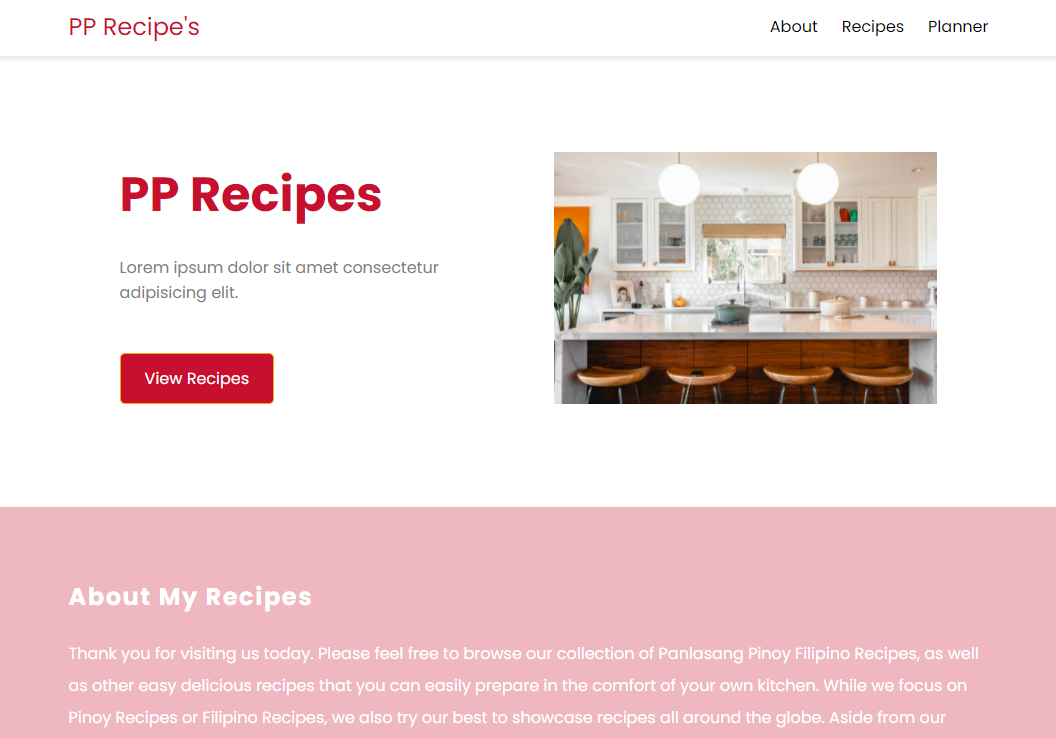 PP Recipe's
About Recipes Planner
PP Recipes
Lorem ipsum dolor sit amet consectetur
adipisicing elit.
View Recipes
About My Recipes
Thank you for visiting us today. Please feel free to browse our collection of Panlasang Pinoy Filipino Recipes, as well
as other easy delicious recipes that you can easily prepare in the comfort of your own kitchen. While we focus on
Pinoy Recipes or Filipino Recipes, we also try our best to showcase recipes all around the globe. Aside from our